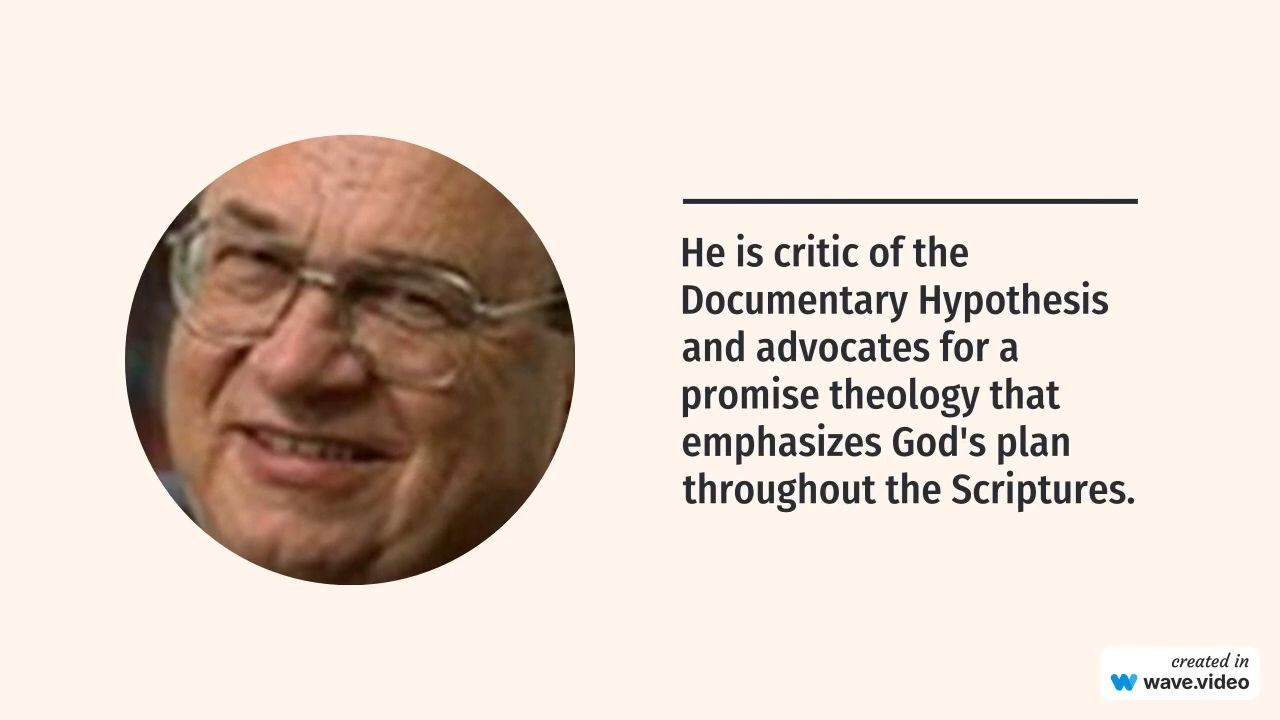 He is critic of the
Documentary Hypothesis
and advocates for a
promise theology that
emphasizes God's plan
throughout the Scriptures.
created in
wave.video